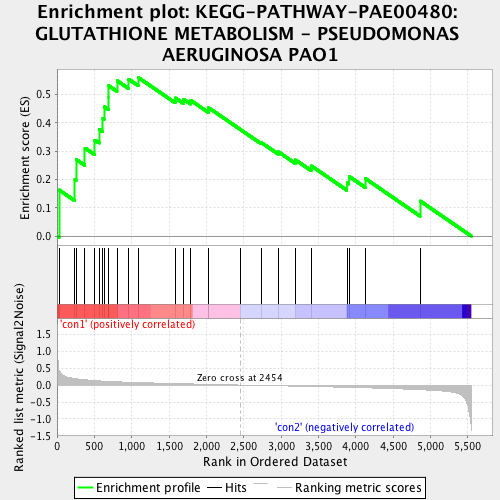 Enrichment plot: KEGG-PATHWAY-PAE00480:
GLUTATHIONE METABOLISM - PSEUDOMONAS
AERUGINOSA PAO1
Enrichment score (ES)
0.5
0.4
0.3
0.2
0.1
0.0
'con1' (positively correlated)
Ranked list metric (Signal2Noise)
1.5
1.0
0.5
0.0
-0.5
-1.0
-1.5
Zero cross at 2454
'con2' (negatively correlated)
0 500 1,000 1,500 2,000 2,500 3,000 3,500 4,000 4,500 5,000 5,500
Rank in Ordered Dataset
Enrichment profile Hits Ranking metric scores